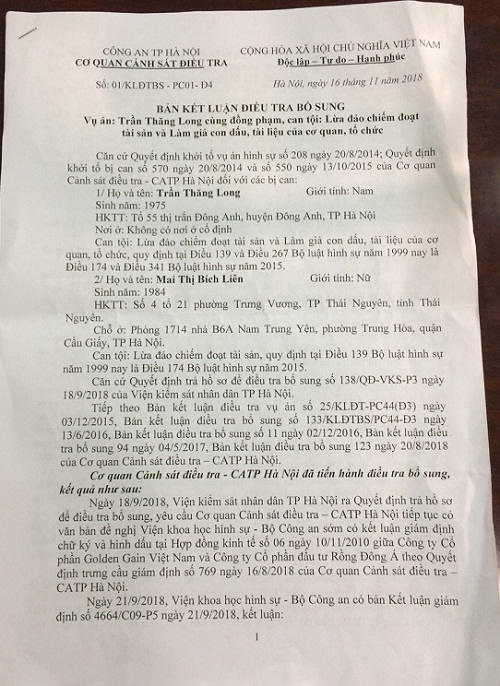 CÔNG AN TP HÀ NỘI
CƠ QUAN CẢNH SÁT ĐIỀU TRA
CỘNG HÒA XÃ HỘI CHỦ NGHĨA VIỆT NAM
Độc lập – Tự do – Hạnh phúc
Số: 01/KLĐTBS - PC01- Đ4
Hà Nội, ngày 16 tháng 11 năm 2018
BẢN KẾT LUẬN ĐIỀU TRA BỔ SUNG
Vụ án: Trần Thăng Long cùng đồng phạm, can tội: Lừa đảo chiếm đoạt
tài sản và Làm giả con dấu, tài liệu của cơ quan, tổ chức
Căn cứ Quyết định khởi tố vụ án hình sự số 208 ngày 20/8/2014; Quyết định
khởi tố bị can số 570 ngày 20/8/2014 và số 550 ngày 13/10/2015 của Cơ quan
Cảnh sát điều tra - CATP Hà Nội đối với các bị can:
1/ Họ và tên: Trần Thăng Long Giới tính: Nam
Sinh năm: 1975
HKTT: Tổ 55 thị trấn Đông Anh, huyện Đông Anh, TP Hà Nội
Nơi ở: Không có nơi ở cố định
Can tội: Lừa đảo chiếm đoạt tài sản và Làm giả con dấu, tài liệu của cơ
quan, tổ chức, quy định tại Điều 139 và Điều 267 Bộ luật hình sự năm 1999 nay là
Điều 174 và Điều 341 Bộ luật hình sự năm 2015.
2/ Họ và tên: Mai Thị Bích Liên Giới tính: Nữ
Sinh năm: 1984
HKTT: Số 4 tổ 21 phường Trưng Vương, TP Thái Nguyên, tỉnh Thái
Nguyên.
Chỗ ở: Phòng 1714 nhà B6A Nam Trung Yên, phường Trung Hòa, quận
Cầu Giấy, TP Hà Nội.
Can tội: Lừa đảo chiếm đoạt tài sản, quy định tại Điều 139 Bộ luật hình sự
năm 1999 nay là Điều 174 Bộ luật hình sự năm 2015.
Căn cứ Quyết định trả hồ sơ để điều tra bổ sung số 138/QĐ-VKS-P3 ngày
18/9/2018 của Viện kiểm sát nhân dân TP Hà Nội.
Tiếp theo Bản kết luận điều tra vụ án số 25/KLĐT-PC44(Đ3) ngày
03/12/2015, Bản kết luận điều tra bổ sung số 133/KLĐTBS/PC44-Đ3 ngày
13/6/2016, Bản kết luận điều tra bổ sung số 11 ngày 02/12/2016, Bản kết luận điều
tra bổ sung 94 ngày 04/5/2017, Bản kết luận điều tra bổ sung 123 ngày 20/8/2018
của Cơ quan Cảnh sát điều tra – CATP Hà Nội.
Cơ quan Cảnh sát điều tra - CATP Hà Nội đã tiến hành điều tra bổ sung,
kết quả như sau:
Ngày 18/9/2018, Viện kiểm sát nhân dân TP Hà Nội ra Quyết định trả hồ sơ
để điều tra bổ sung, yêu cầu Cơ quan Cảnh sát điều tra – CATP Hà Nội tiếp tục có
văn bản đề nghị Viện khoa học hình sự - Bộ Công an sớm có kết luận giám định
chữ ký và hình dấu tại Hợp đồng kinh tế số 06 ngày 10/11/2010 giữa Công ty Cổ
phần Golden Gain Việt Nam và Công ty Cổ phần đầu tư Rồng Đông Á theo Quyết
định trưng cầu giám định số 769 ngày 16/8/2018 của Cơ quan Cảnh sát điều tra –
CATP Hà Nội.
Ngày 21/9/2018, Viện khoa học hình sự - Bộ Công an có bản Kết luận giám
định số 4664/C09-P5 ngày 21/9/2018, kết luận:
1